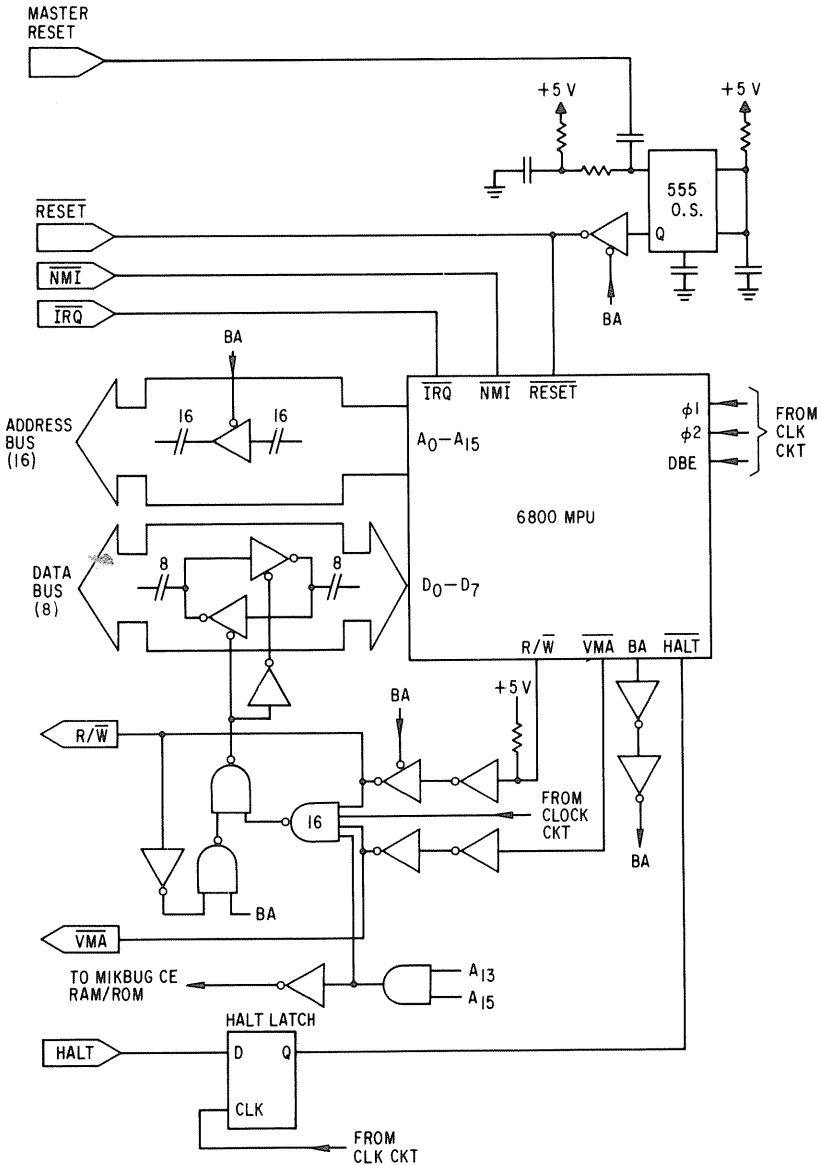 MASTER
RESET
+5 V
+5 V
555
O.S.
Q
BA
RESET
NMI
IRQ
BA
16
16
ADDRESS
BUS
(16)
IRQ
NMI
RESET
A0–A15
ϕ1
ϕ2
DBE
FROM
CLK
CKT
6800 MPU
8
8
DATA
BUS
(8)
D0–D7
R/W
VMA
BA
HALT
+5 V
BA
R/W
16
FROM
CLOCK
CKT
BA
BA
VMA
TO MIKBUG CE
RAM/ROM
A13
A15
HALT LATCH
HALT
D
Q
CLK
FROM
CLK CKT